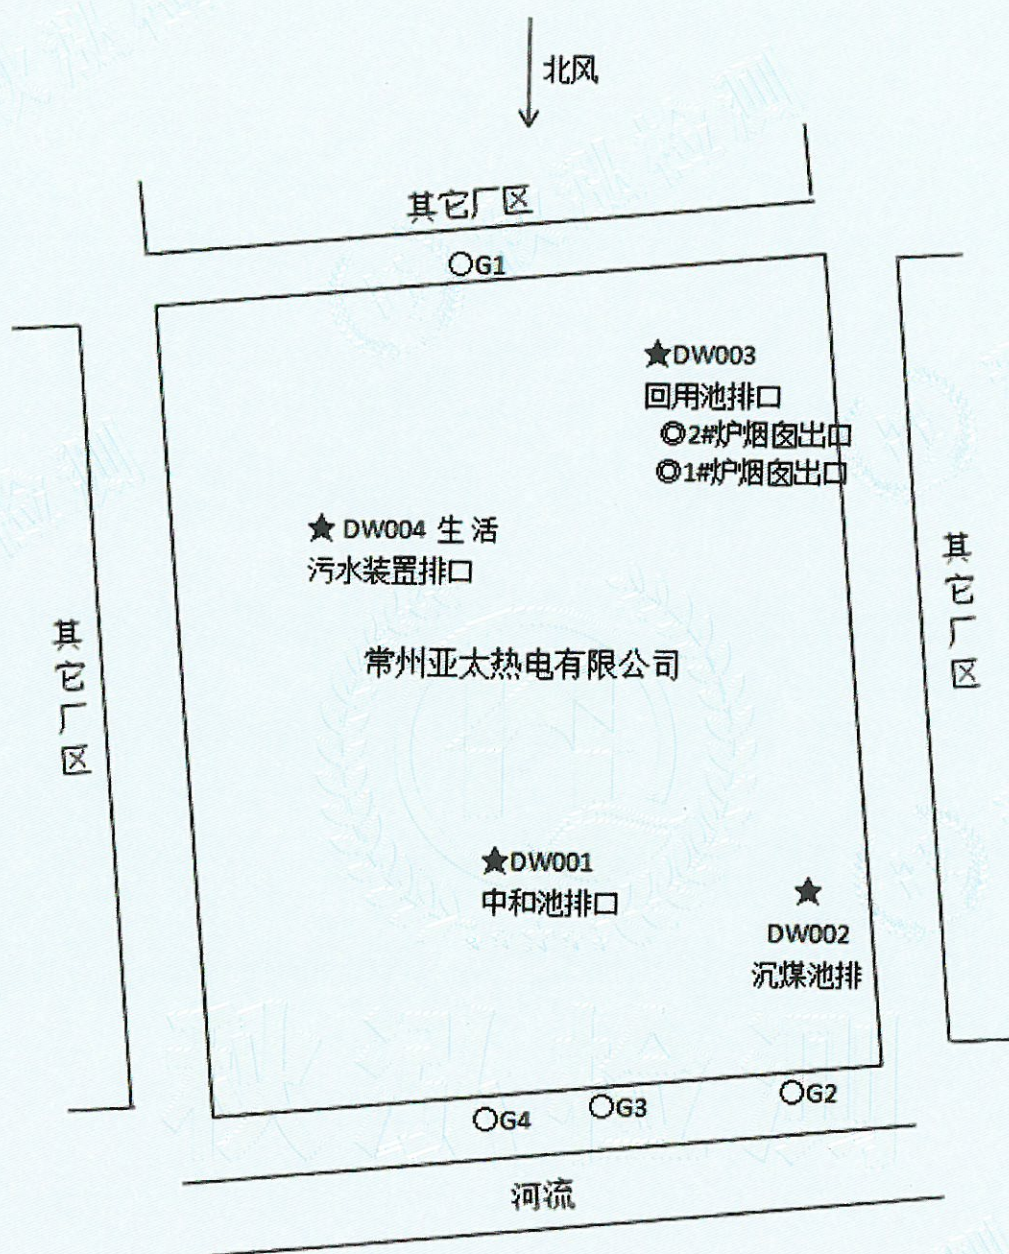 北风
其它厂区
G1
DW003
回用池排口
2#炉烟囱出口
1#炉烟囱出口
DW004 生 活
污水装置排口
其它厂区
其它厂区
常州亚太热电有限公司
DW001
中和池排口
DW002
沉煤池排
G2
G3
G4
河流